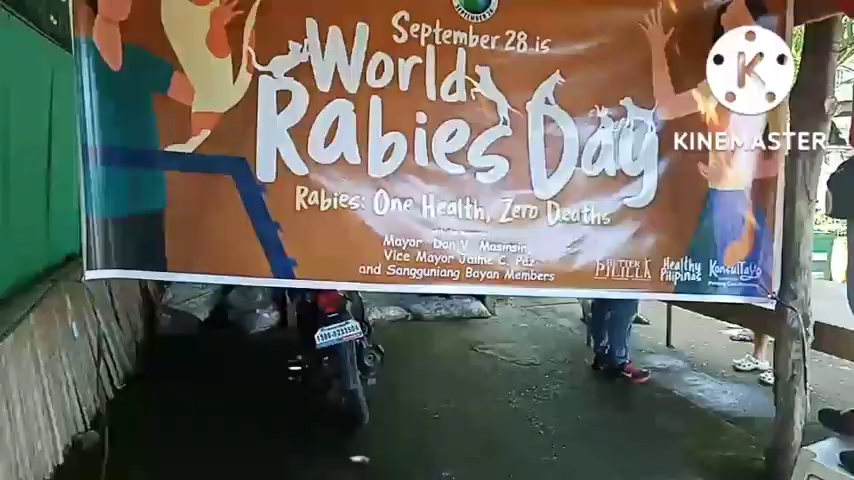 September 28 is
World
Rabies Day
Rabies: One Health, Zero Deaths
Mayor Dan V. Masinsin,
Vice Mayor Jaime C. Paz
and Sangguniang Bayan Members
PILILLA
Healthy
Pilipinas
Konsulta
K
KINEMASTER